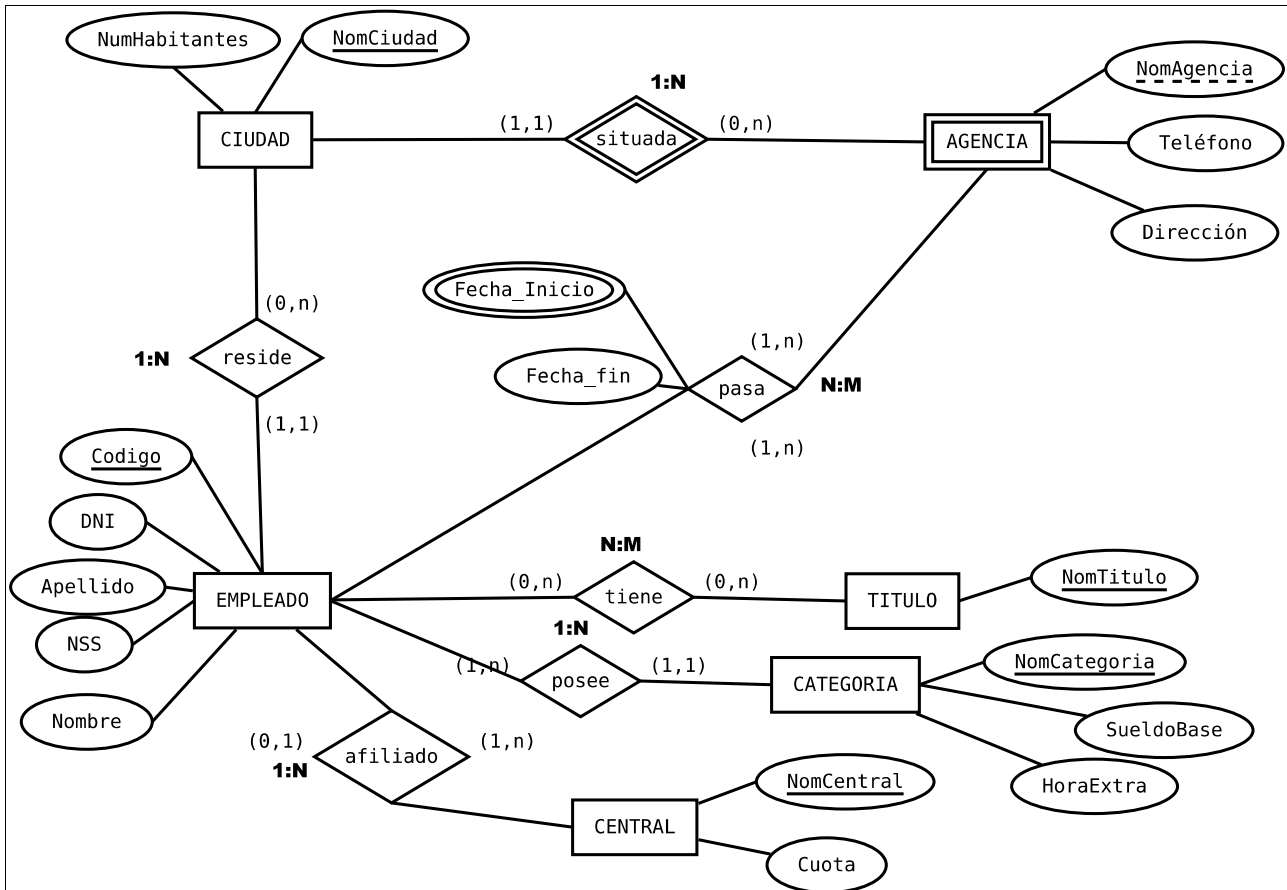 NumHabitantes
NomCiudad
1:N
NomAgencia
CIUDAD
(1,1)
situada
(0,n)
AGENCIA
Teléfono
Dirección
Fecha_Inicio
(0,n)
1:N
reside
(1,n)
Fecha_fin
pasa
N:M
(1,1)
(1,n)
Codigo
DNI
N:M
Apellido
EMPLEADO
(0,n)
tiene
(0,n)
TITULO
NomTitulo
NSS
1:N
(1,n)
posee
(1,1)
CATEGORIA
NomCategoria
Nombre
SueldoBase
(0,1)
1:N
afiliado
(1,n)
HoraExtra
NomCentral
CENTRAL
Cuota